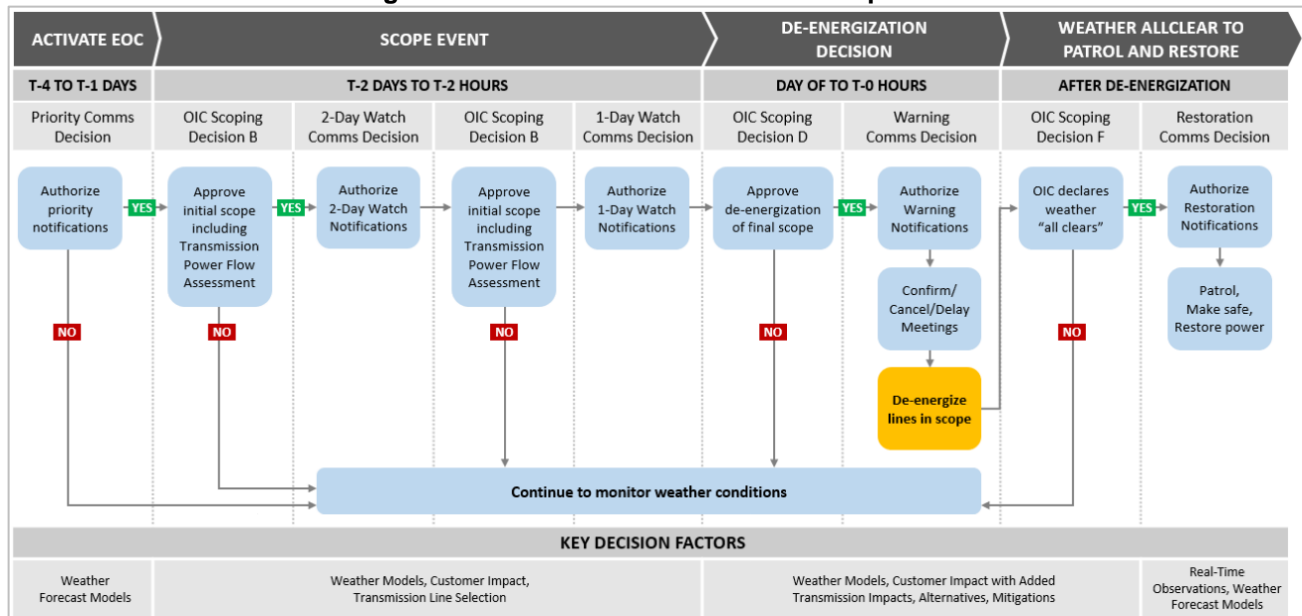 ACTIVATE EOC
SCOPE EVENT
DE-ENERGIZATION
DECISION
WEATHER ALLCLEAR TO
PATROL AND RESTORE
T-4 TO T-1 DAYS
T-2 DAYS TO T-2 HOURS
DAY OF TO T-0 HOURS
AFTER DE-ENERGIZATION
Priority Comms
Decision
OIC Scoping
Decision B
2-Day Watch
Comms Decision
OIC Scoping
Decision B
1-Day Watch
Comms Decision
OIC Scoping
Decision D
Warning
Comms Decision
OIC Scoping
Decision F
Restoration
Comms Decision
Authorize
priority
notifications
YES
Approve
initial scope
including
Transmission
Power Flow
Assessment
YES
Authorize
2-Day Watch
Notifications
Approve
initial scope
including
Transmission
Power Flow
Assessment
Authorize
1-Day Watch
Notifications
Approve
de-energization
of final scope
YES
Authorize
Warning
Notifications
OIC declares
weather
“all clears”
YES
Authorize
Restoration
Notifications
Confirm/
Cancel/Delay
Meetings
Patrol,
Make safe,
Restore power
NO
NO
NO
NO
NO
De-energize
lines in scope
Continue to monitor weather conditions
KEY DECISION FACTORS
Weather
Forecast Models
Weather Models, Customer Impact,
Transmission Line Selection
Weather Models, Customer Impact with Added
Transmission Impacts, Alternatives, Mitigations
Real-Time
Observations, Weather
Forecast Models